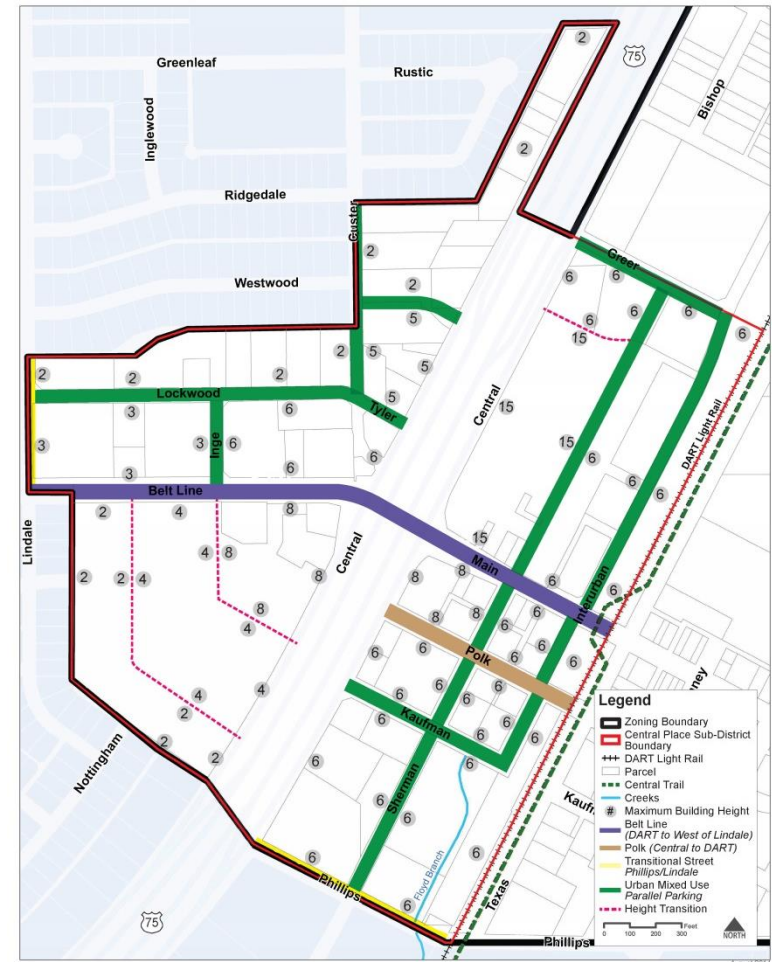 2
75
Greenleaf
Rustic
Bishop
Inglewood
2
Ridgedale
Custer
2
Greer
6
6
6
6
Westwood
2
5
6
15
6
6
2
5
5
2
2
2
5
15
Lockwood
3
6
Tyler
Central
DART Light Rail
15
6
6
3
3
6
Inge
6
3
6
6
Belt Line
2
4
8
15
6
Lindale
Central
Main
4
8
2
2
4
8
8
8
6
6
Interurban
8
4
8
6
6
Polk
6
6
6
6
ney
4
4
2
6
Kaufman
6
6
6
6
6
2
2
Nottingham
6
6
6
Sherman
6
6
Kaufm
6
6
Phillips
6
Floyd Branch
Texas
75
Phillips
Legend
Zoning Boundary
Central Place Sub-District
Boundary
DART Light Rail
Parcel
Central Trail
Creeks
# Maximum Building Height
Belt Line
(DART to West of Lindale)
Polk (Central to DART)
Transitional Street
Phillips/Lindale
Urban Mixed Use
Parallel Parking
Height Transition
Feet
0 100 200 300
NORTH